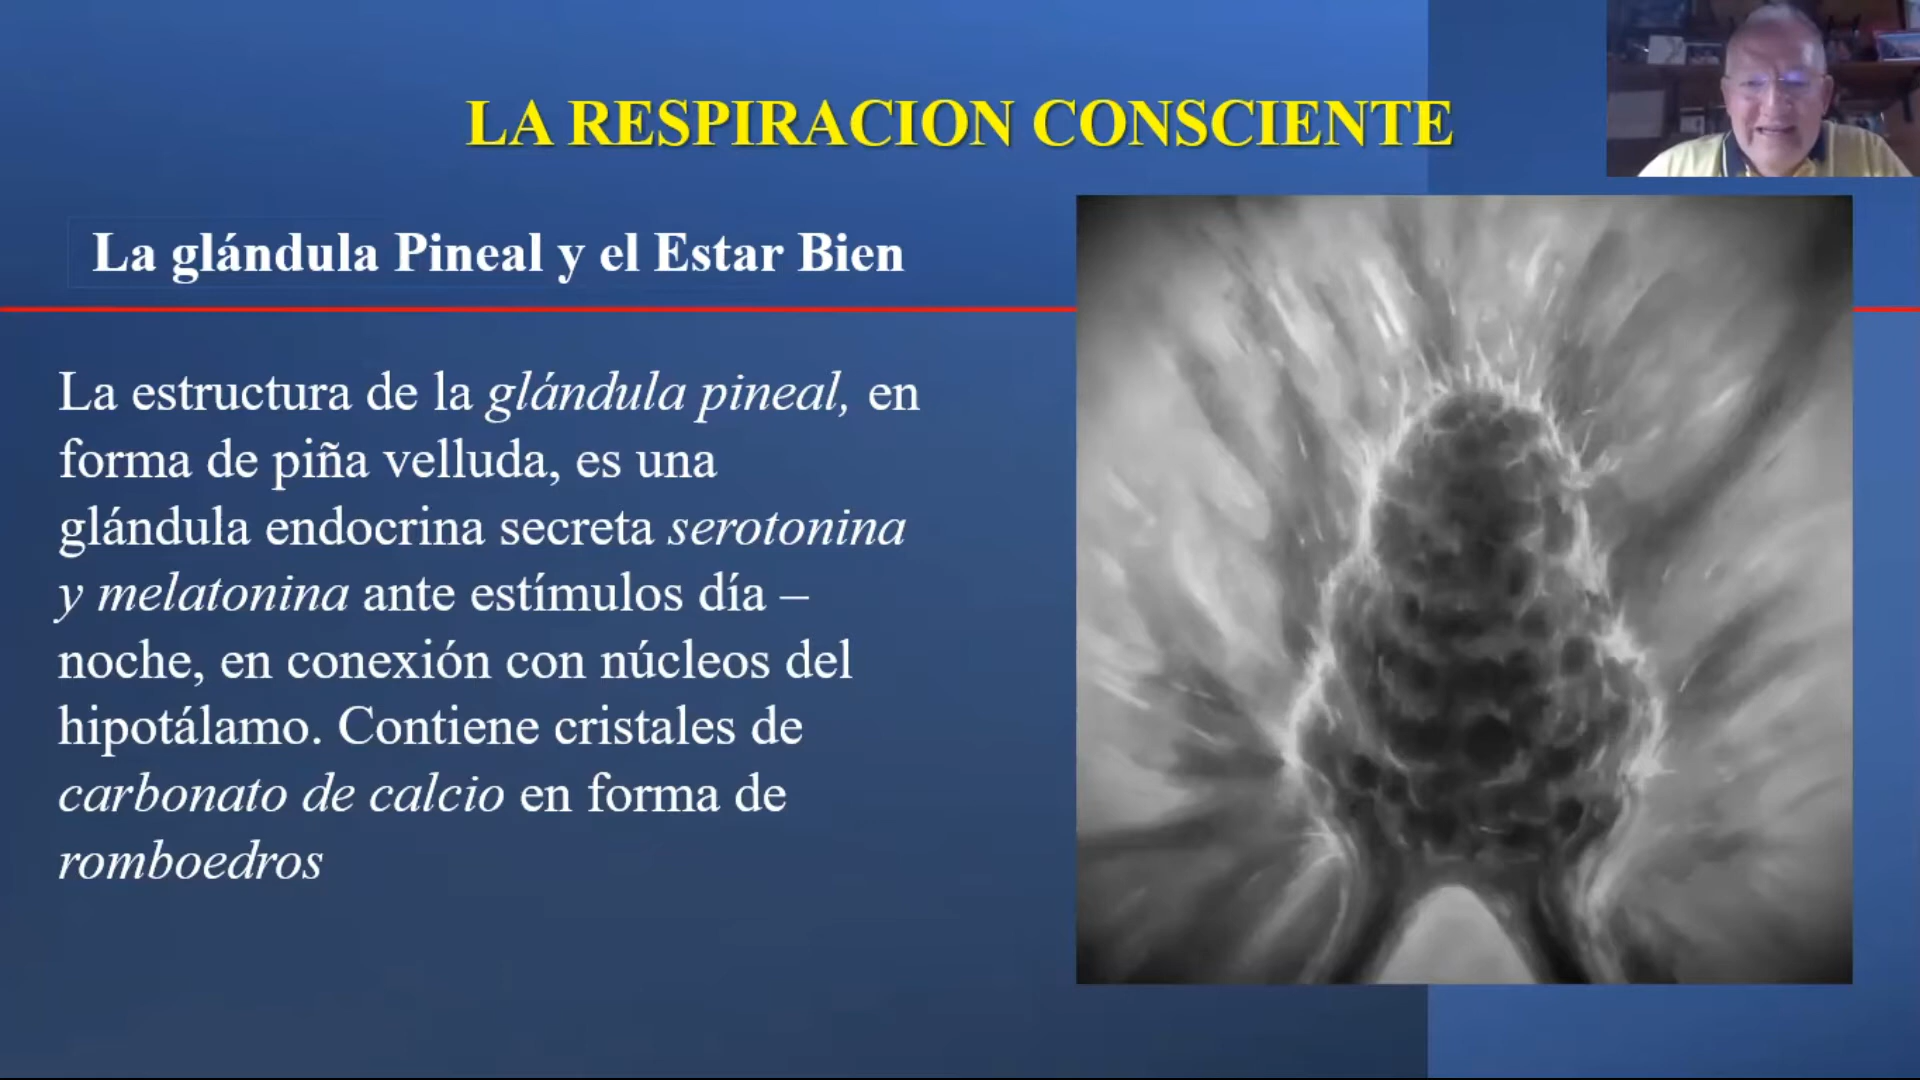 LA RESPIRACION CONSCIENTE
La glándula Pineal y el Estar Bien
La estructura de la glándula pineal, en
forma de piña velluda, es una
glándula endocrina secreta serotonina
y melatonina ante estímulos día –
noche, en conexión con núcleos del
hipotálamo. Contiene cristales de
carbonato de calcio en forma de
romboedros